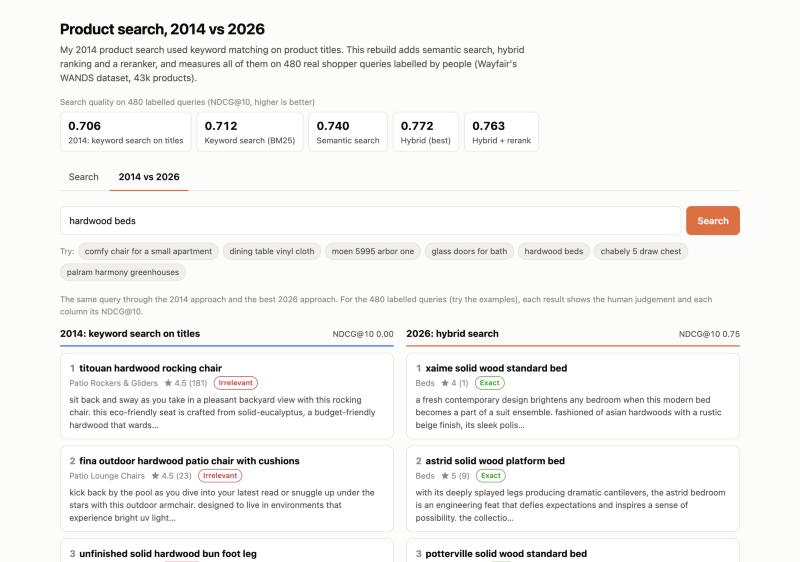 Product search, 2014 vs 2026
My 2014 product search used keyword matching on product titles. This rebuild adds semantic search, hybrid
ranking and a reranker, and measures all of them on 480 real shopper queries labelled by people (Wayfair's
WANDS dataset, 43k products).
Search quality on 480 labelled queries (NDCG@10, higher is better)
0.706
2014: keyword search on titles
0.712
Keyword search (BM25)
0.740
Semantic search
0.772
Hybrid (best)
0.763
Hybrid + rerank
Search
2014 vs 2026
hardwood beds
Search
Try: comfy chair for a small apartment dining table vinyl cloth moen 5995 arbor one glass doors for bath hardwood beds chabely 5 draw chest
palram harmony greenhouses
The same query through the 2014 approach and the best 2026 approach. For the 480 labelled queries (try the examples), each result shows the human judgement and each
column its NDCG@10.
2014: keyword search on titles NDCG@10 0.00
1 titouan hardwood rocking chair
Patio Rockers & Gliders ★ 4.5 (181) Irrelevant
sit back and sway as you take in a pleasant backyard view with this rocking
chair. this eco-friendly seat is crafted from solid-eucalyptus, a budget-friendly
hardwood that wards...
2 fina outdoor hardwood patio chair with cushions
Patio Lounge Chairs ★ 4.5 (23) Irrelevant
kick back by the pool as you dive into your latest read or snuggle up under the
stars with this outdoor armchair. designed to live in environments that
experience bright uv light...
3 unfinished solid hardwood bun foot leg
2026: hybrid search NDCG@10 0.75
1 xaime solid wood standard bed
Beds ★ 4 (1) Exact
a fresh contemporary design brightens any bedroom when this modern bed
becomes a part of a suit ensemble. fashioned of asian hardwoods with a rustic
beige finish, its sleek polis...
2 astrid solid wood platform bed
Beds ★ 5 (9) Exact
with its deeply splayed legs producing dramatic cantilevers, the astrid bedroom
is an engineering feat that defies expectations and inspires a sense of
possibility. the collectio...
3 potterville solid wood standard bed